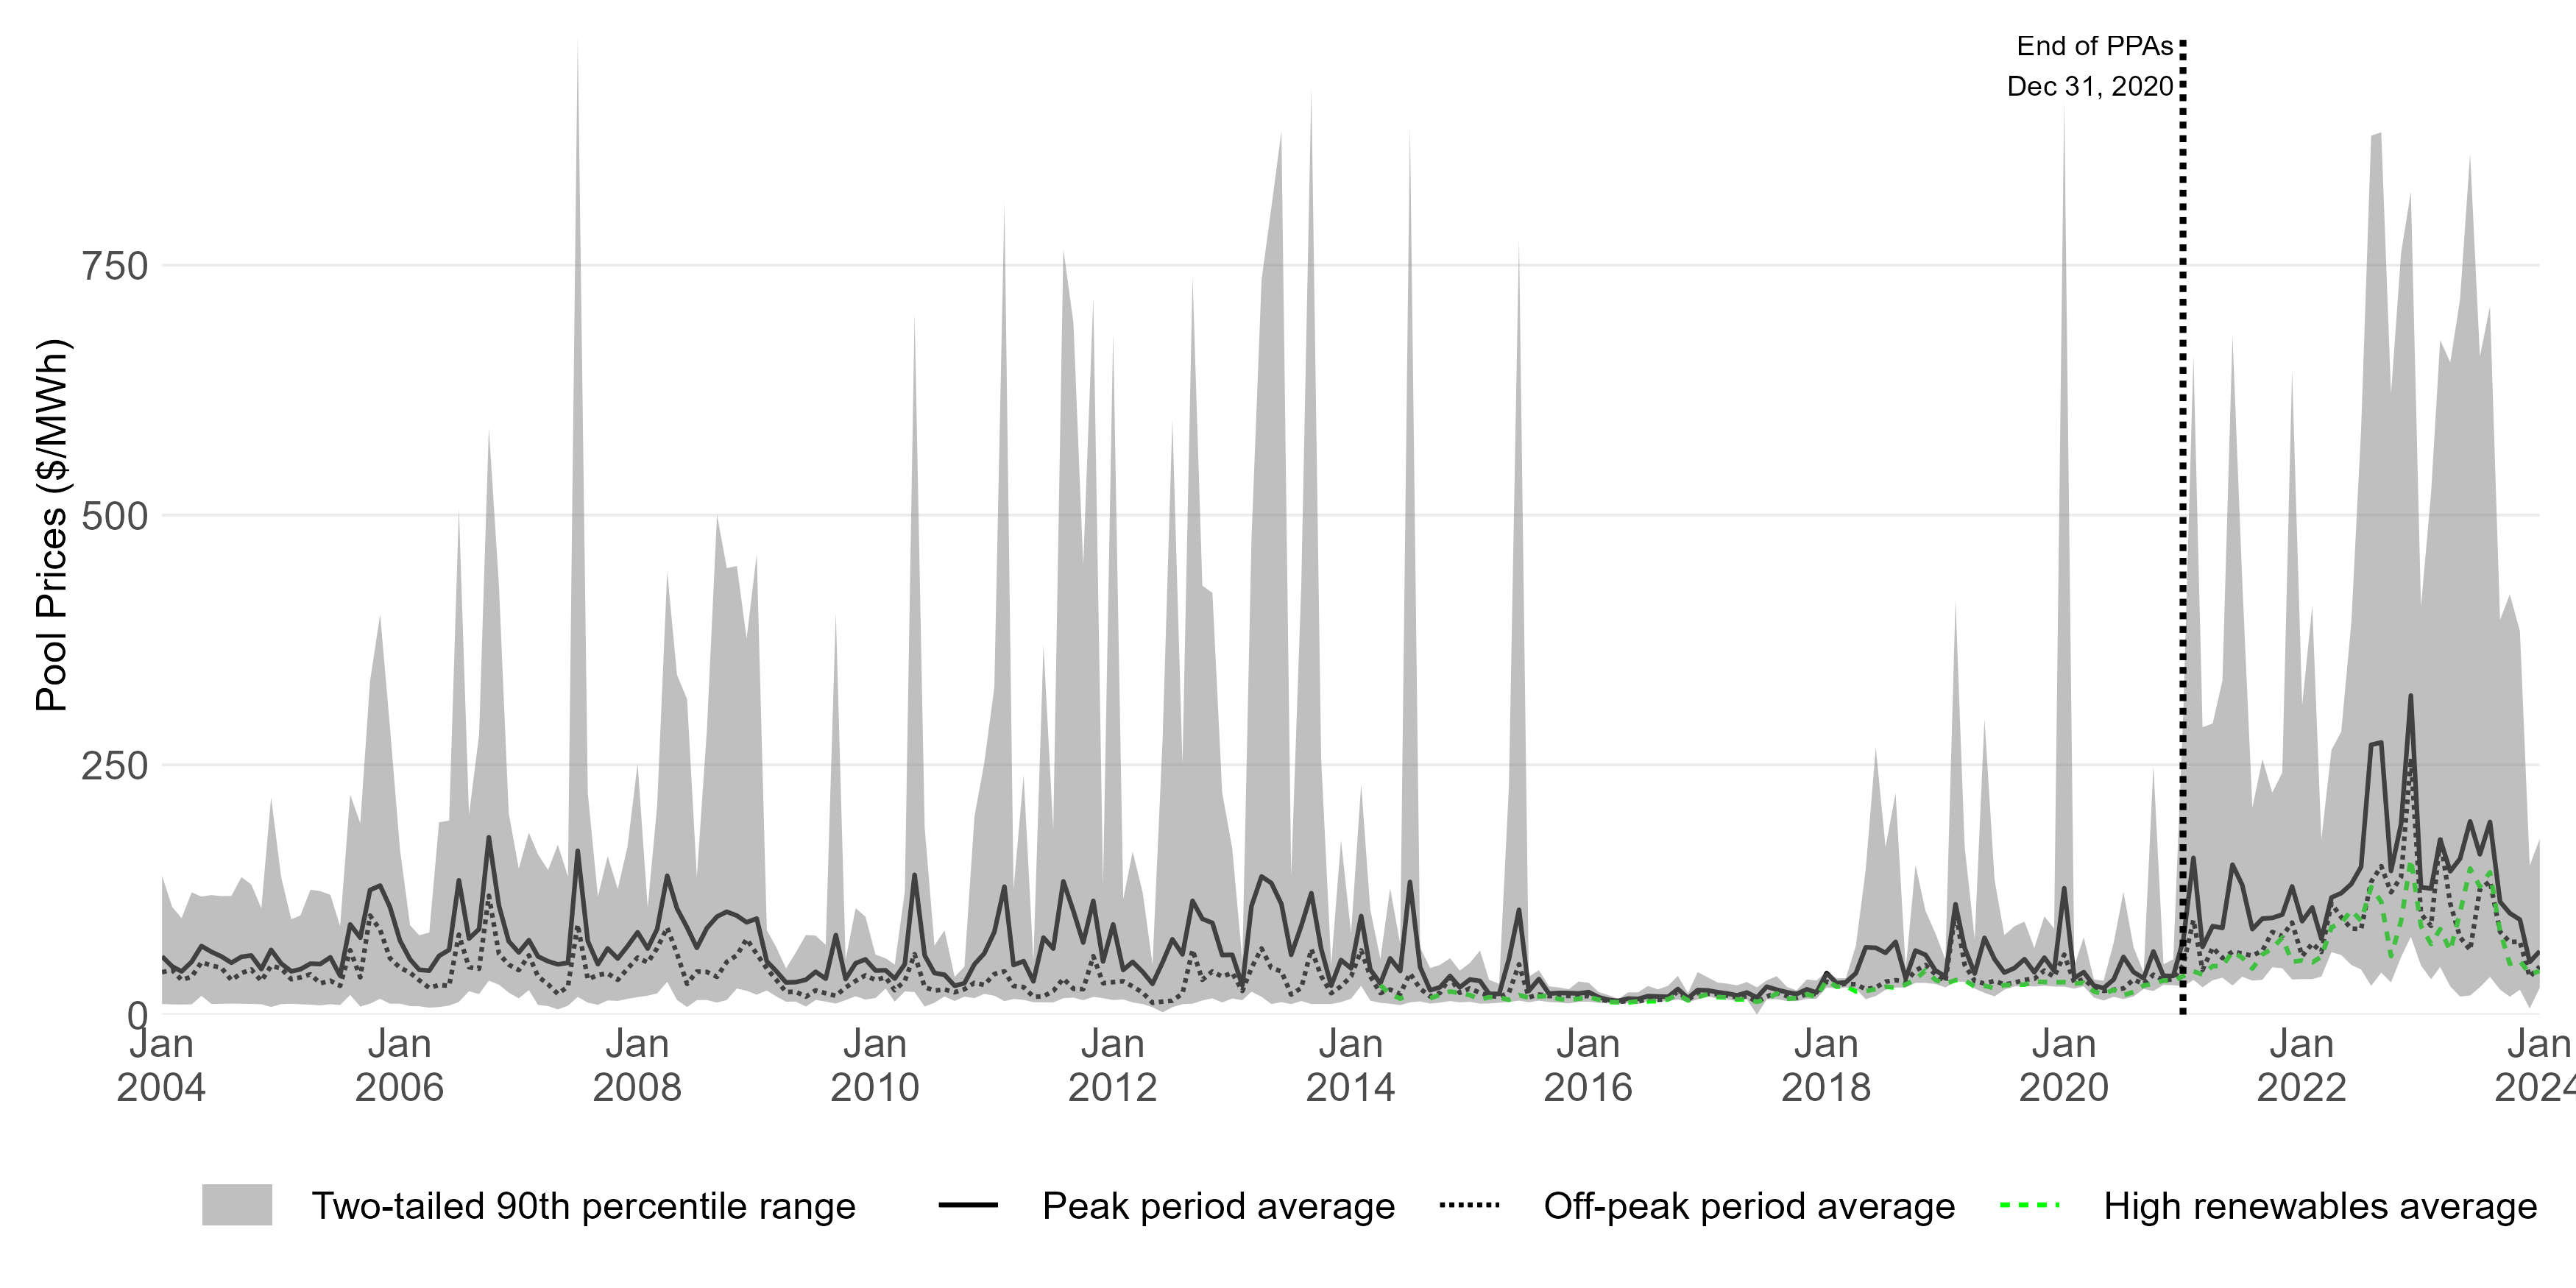 End of PPAs
Dec 31, 2020
Pool Prices ($/MWh)
750
500
250
0
Jan Jan Jan Jan Jan Jan Jan Jan Jan Jan Jan
2004 2006 2008 2010 2012 2014 2016 2018 2020 2022 2024
Two-tailed 90th percentile range Peak period average Off-peak period average High renewables average